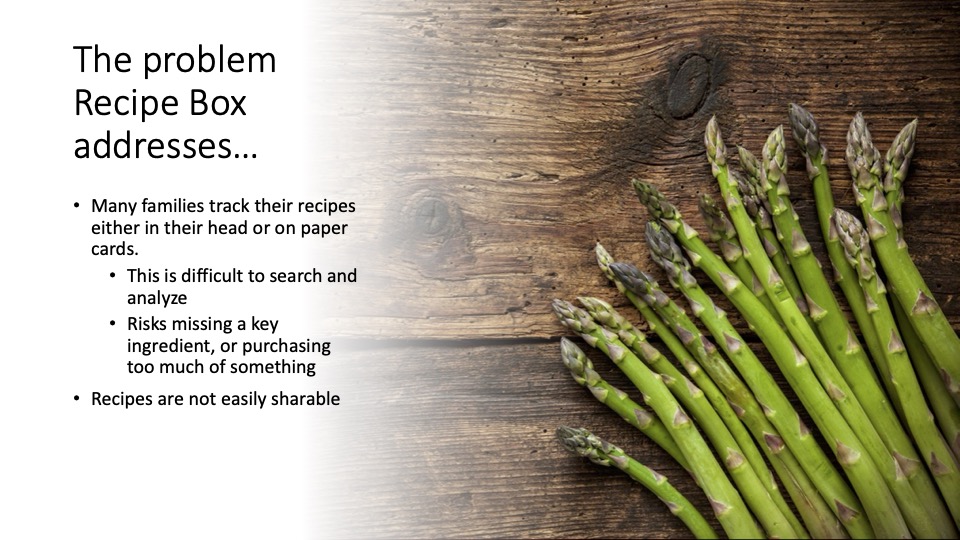 The problem
Recipe Box
addresses…
• Many families track their recipes
either in their head or on paper
cards.
• This is difficult to search and
analyze
• Risks missing a key
ingredient, or purchasing
too much of something
• Recipes are not easily sharable